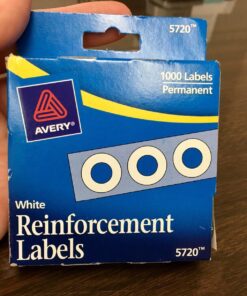 5720™
1000 Labels
Permanent
AVERY®
White
Reinforcement
Labels
5720™